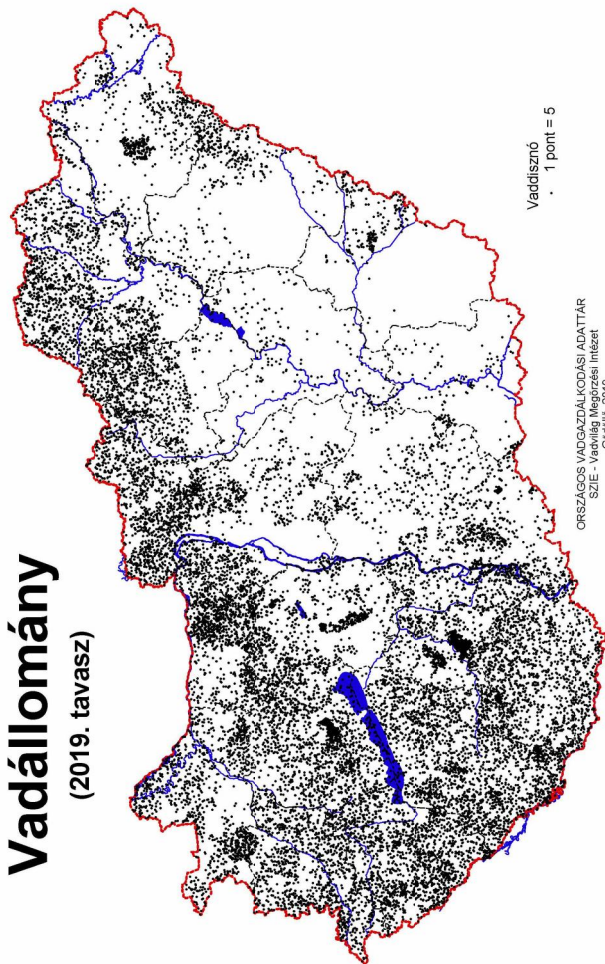 Vadállomány
(2019. tavasz)
Vaddisznó
1 pont = 5
ORSZÁGOS VADGAZDÁLKODÁSI ADATTÁR
SZIE - Vadvilág Megőrzési Intézet